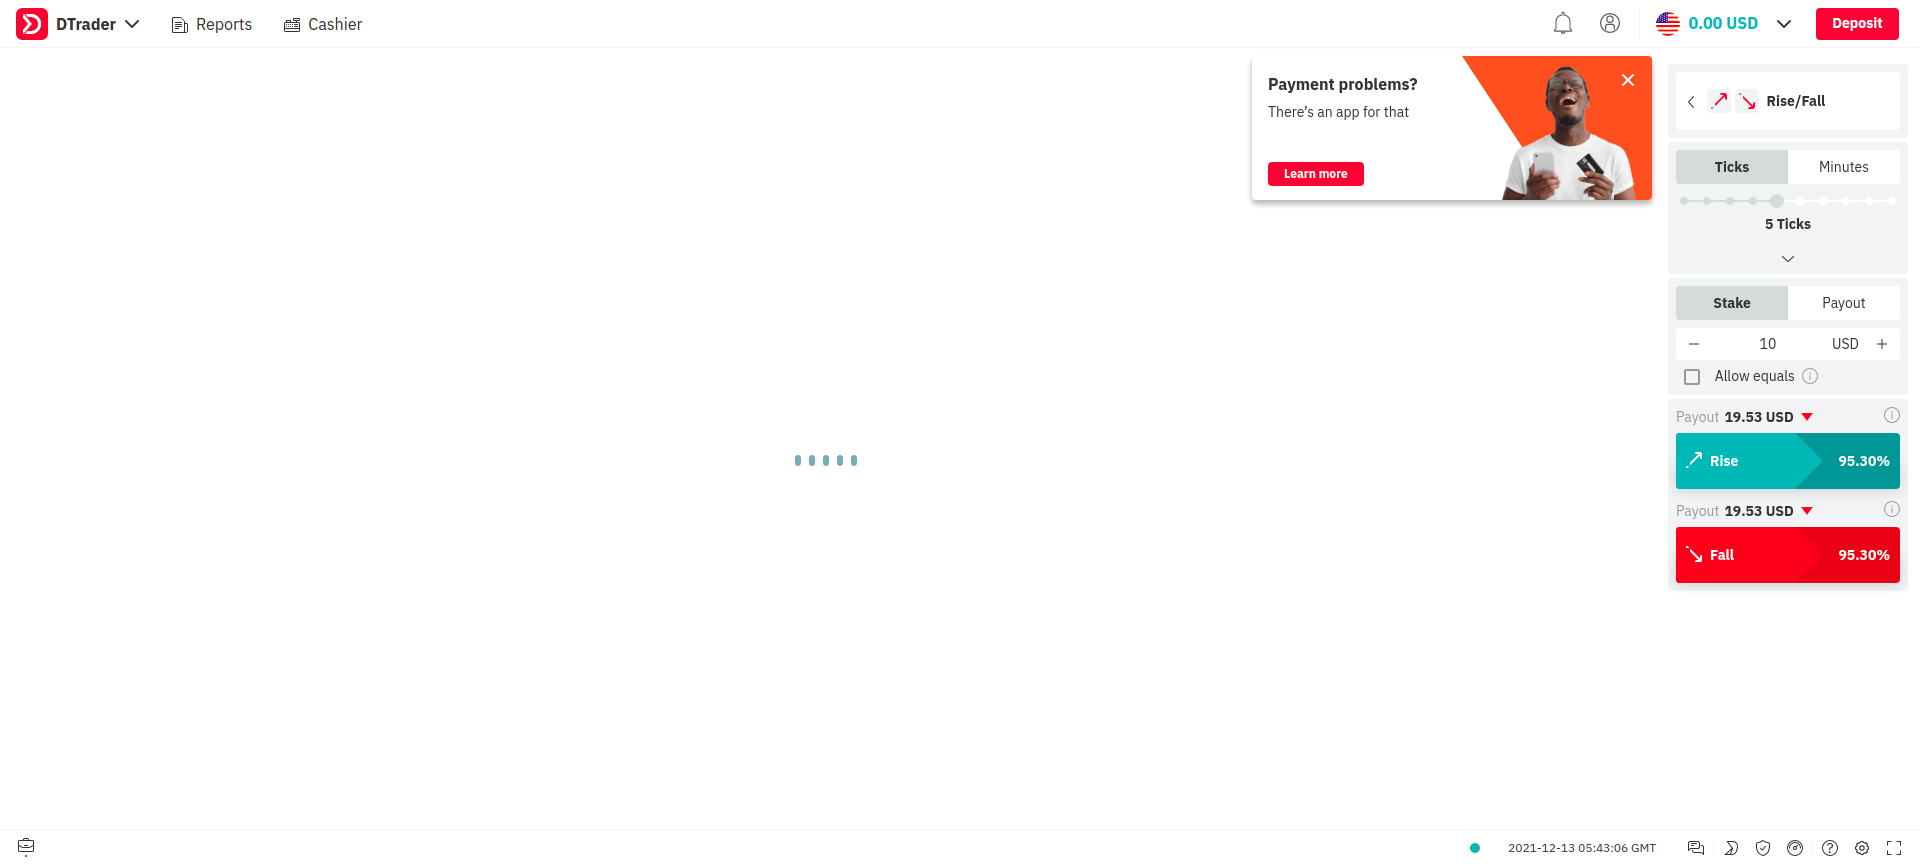 DTrader
Reports
Cashier
0.00 USD
Deposit
Payment problems?
There's an app for that
Learn more
Rise/Fall
Ticks
Minutes
5 Ticks
Stake
Payout
10
USD
Allow equals
Payout 19.53 USD
Rise
95.30%
Payout 19.53 USD
Fall
95.30%
2021-12-13 05:43:06 GMT